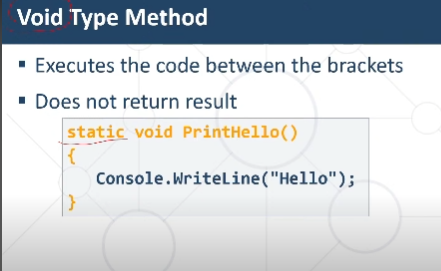 Void Type Method
Executes the code between the brackets
Does not return result
static void PrintHello()
{
Console.WriteLine("Hello");
}